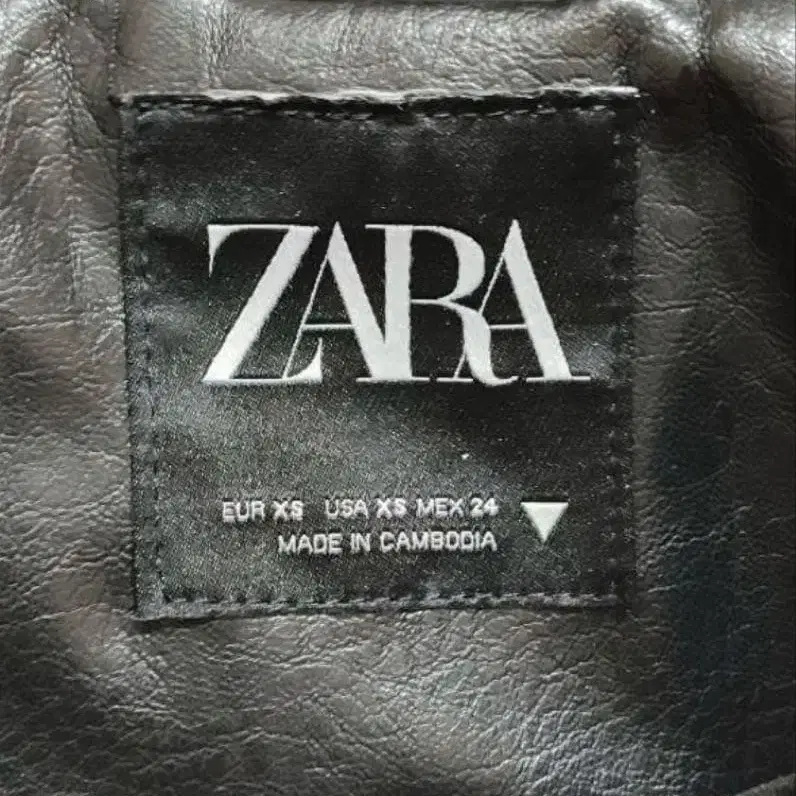 ZARA
EUR XS USA XS MEX 24
MADE IN CAMBODIA